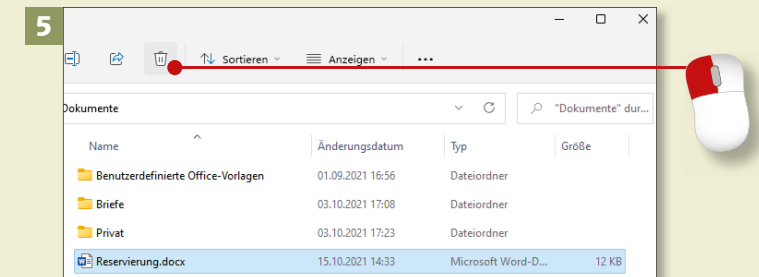 5
Sortieren Anzeigen ...
Dokumente "Dokumente" dur...
Name Änderungsdatum Typ Größe
Benutzerdefinierte Office-Vorlagen 01.09.2021 16:56 Dateiordner
Briefe 03.10.2021 17:08 Dateiordner
Privat 03.10.2021 17:23 Dateiordner
Reservierung.docx 15.10.2021 14:33 Microsoft Word-D... 12 KB